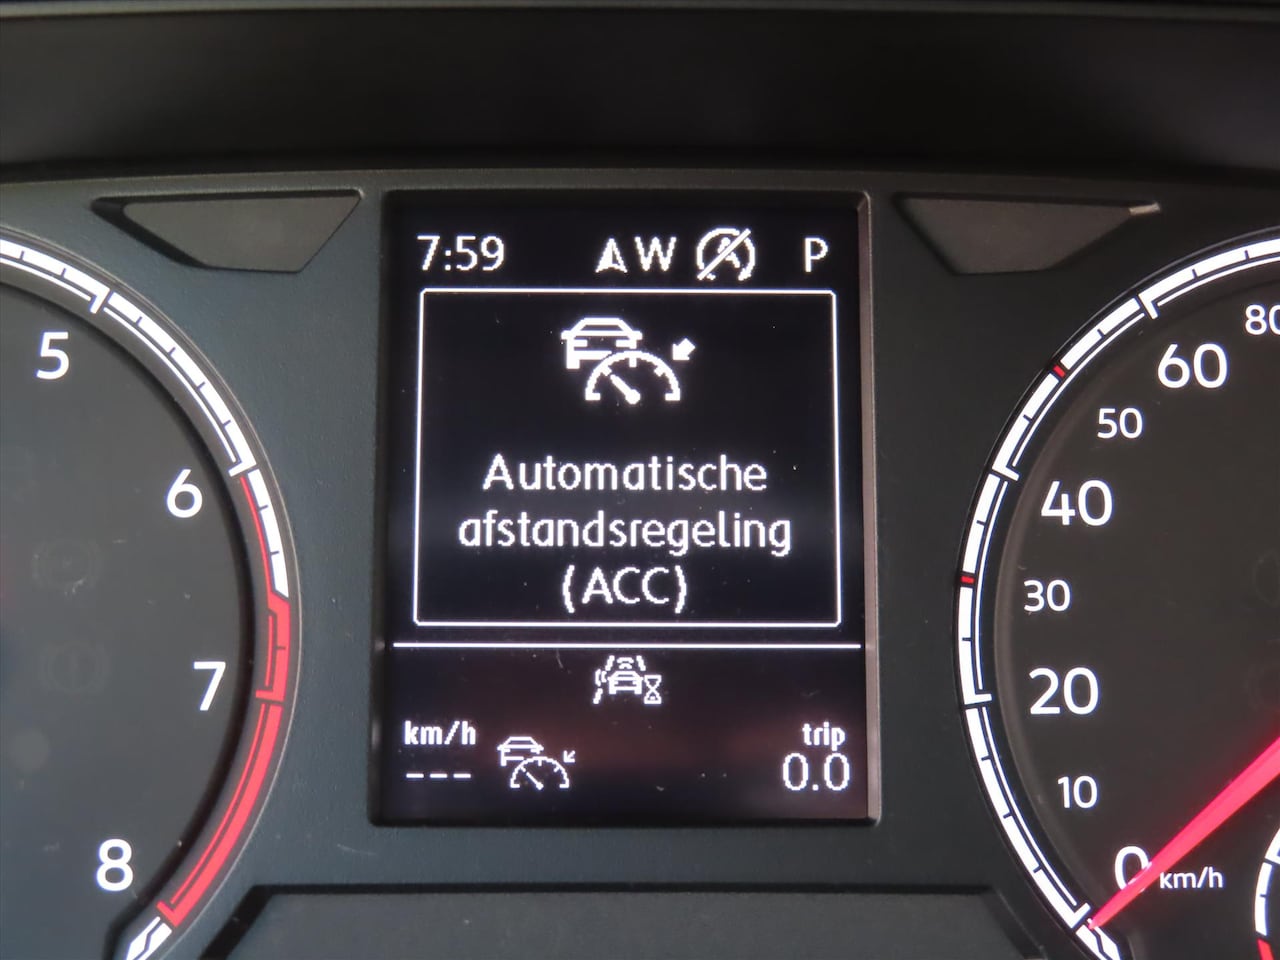 7:59 W P
Automatische
afstandsregeling
(ACC)
km/h trip
--- 0.0
5
6
7
8
80
60
50
40
30
20
10
0 km/h